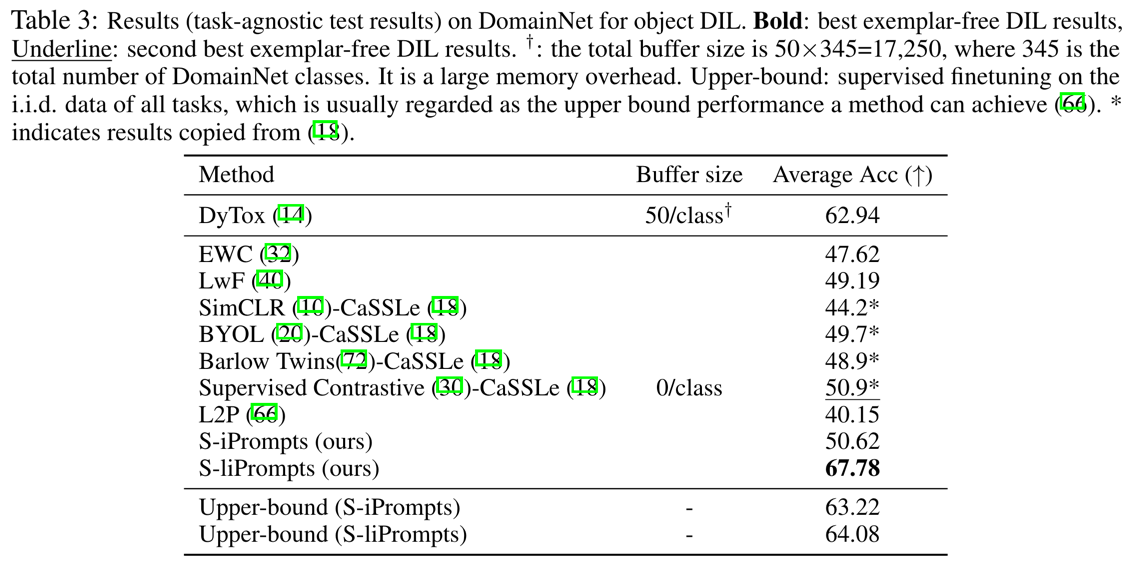 Table 3: Results (task-agnostic test results) on DomainNet for object DIL. Bold: best exemplar-free DIL results,
Underline: second best exemplar-free DIL results. †: the total buffer size is 50×345=17,250, where 345 is the
total number of DomainNet classes. It is a large memory overhead. Upper-bound: supervised finetuning on the
i.i.d. data of all tasks, which is usually regarded as the upper bound performance a method can achieve (66). *
indicates results copied from (18).
Method Buffer size Average Acc (↑)
DyTox (14) 50/class† 62.94
EWC (32) 47.62
LwF (40) 49.19
SimCLR (10)-CaSSLe (18) 44.2*
BYOL (20)-CaSSLe (18) 49.7*
Barlow Twins(72)-CaSSLe (18) 48.9*
Supervised Contrastive (30)-CaSSLe (18) 0/class 50.9*
L2P (66) 40.15
S-iPrompts (ours) 50.62
S-liPrompts (ours) 67.78
Upper-bound (S-iPrompts) - 63.22
Upper-bound (S-liPrompts) - 64.08